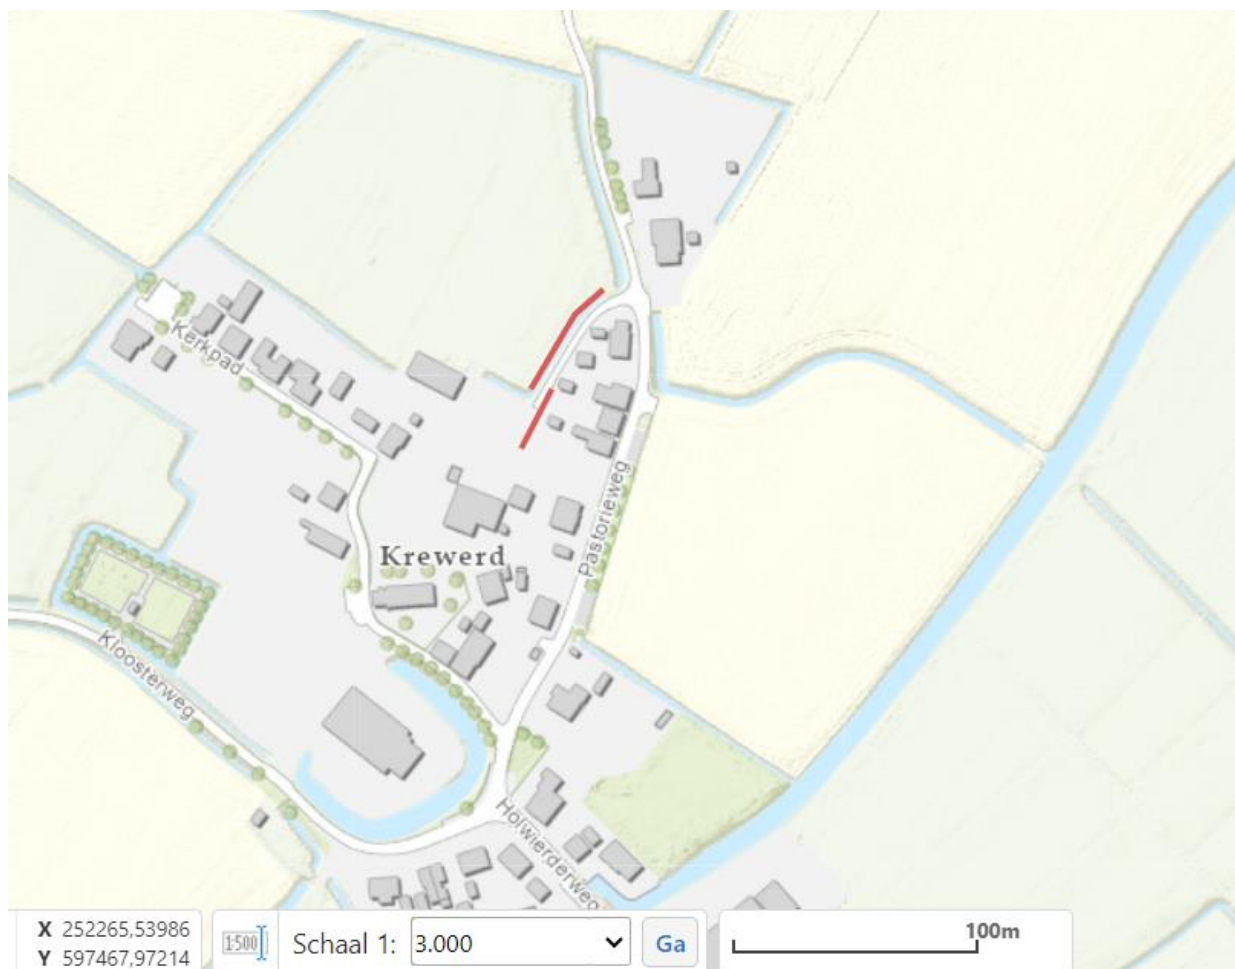 Kerkpad
Krewerd
Pastorieweg
Kloosterweg
Holwierderweg
X 252265,53986
Y 597467,97214
1:500
Schaal 1:
3.000
Ga
100m